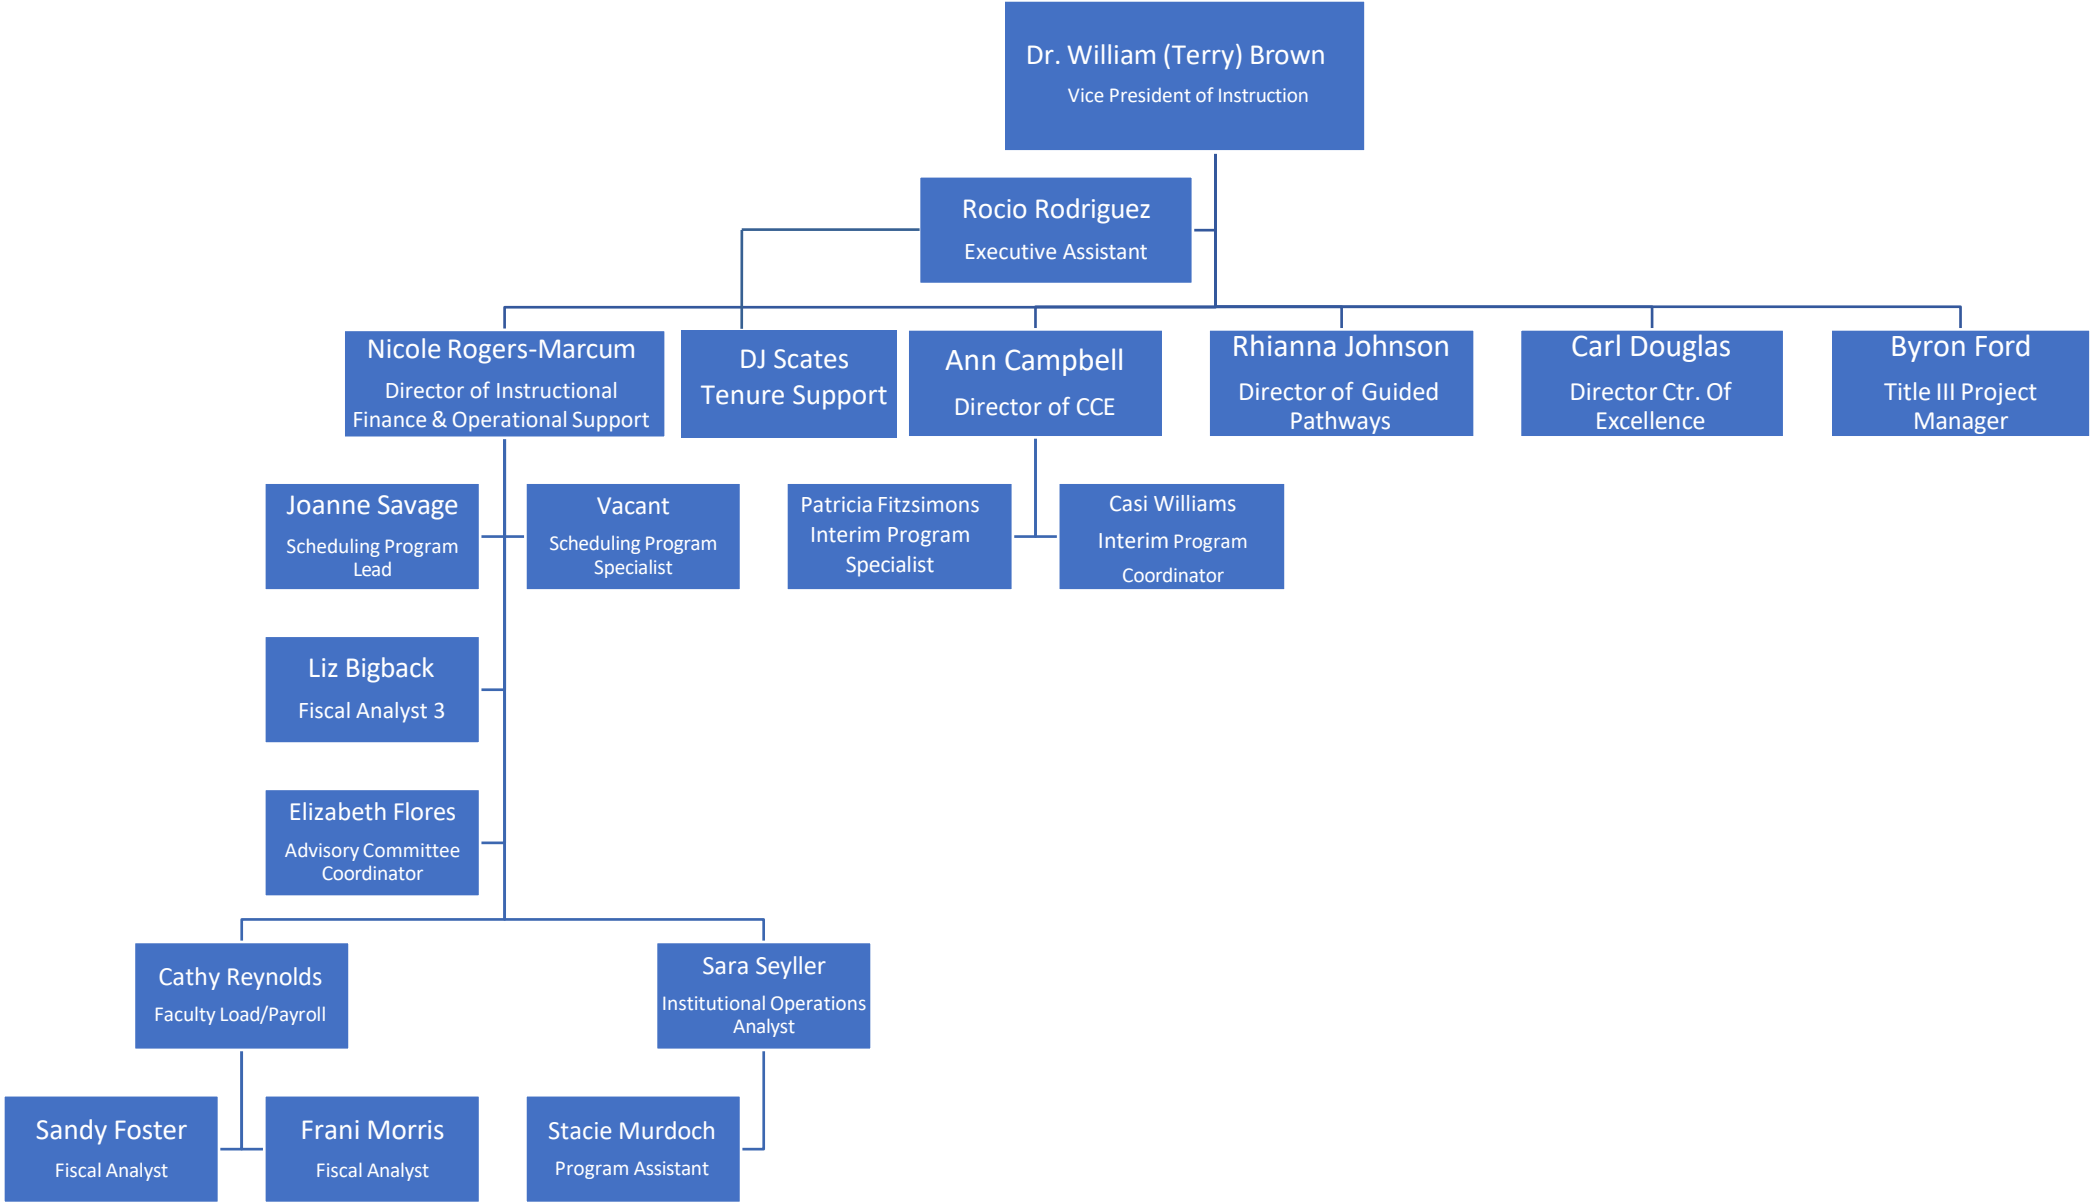 Dr. William (Terry) Brown
Vice President of Instruction
Rocio Rodriguez
Executive Assistant
Nicole Rogers-Marcum
Director of Instructional
Finance & Operational Support
DJ Scates
Tenure Support
Ann Campbell
Director of CCE
Rhianna Johnson
Director of Guided
Pathways
Carl Douglas
Director Ctr. Of
Excellence
Byron Ford
Title III Project
Manager
Joanne Savage
Scheduling Program
Lead
Vacant
Scheduling Program
Specialist
Patricia Fitzsimons
Interim Program
Specialist
Casi Williams
Interim Program
Coordinator
Liz Bigback
Fiscal Analyst 3
Elizabeth Flores
Advisory Committee
Coordinator
Cathy Reynolds
Faculty Load/Payroll
Sara Seyller
Institutional Operations
Analyst
Sandy Foster
Fiscal Analyst
Frani Morris
Fiscal Analyst
Stacie Murdoch
Program Assistant